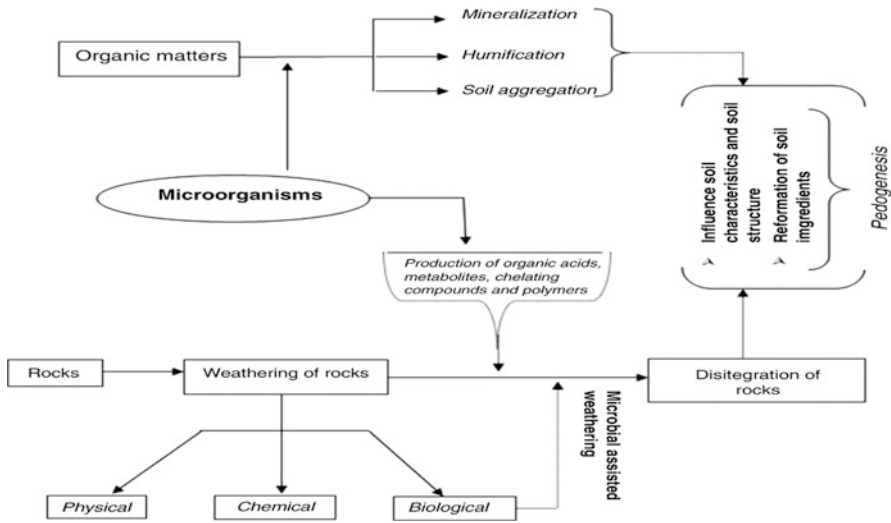 Organic matters
Mineralization
Humification
Soil aggregation
Microorganisms
Production of organic acids,
metabolites, chelating
compounds and polymers
➢ Influence soil
characteristics and soil
structure
➢ Reformation of soil
imgredients
Pedogenesis
Rocks
Weathering of rocks
Microbial assisted
weathering
Disitegration of
rocks
Physical
Chemical
Biological